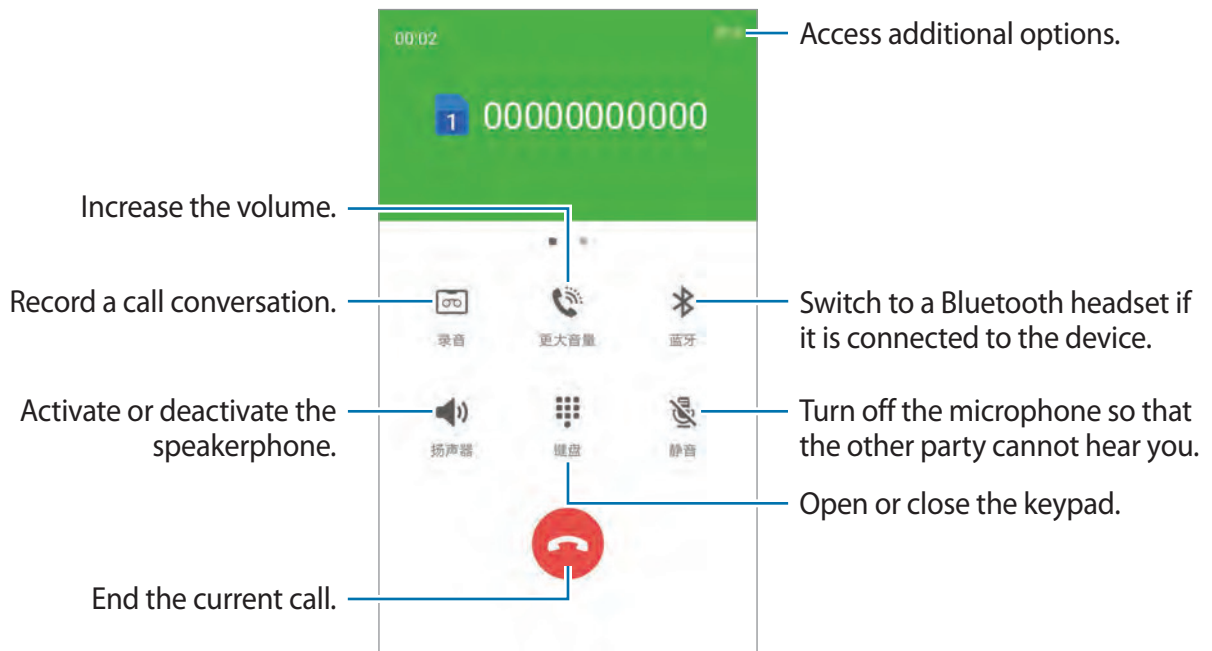 00:02
Access additional options.
1 00000000000
Increase the volume.
Record a call conversation.
Switch to a Bluetooth headset if
it is connected to the device.
录音 更大音量 蓝牙
Activate or deactivate the
speakerphone.
Turn off the microphone so that
the other party cannot hear you.
扬声器 键盘 静音
Open or close the keypad.
End the current call.